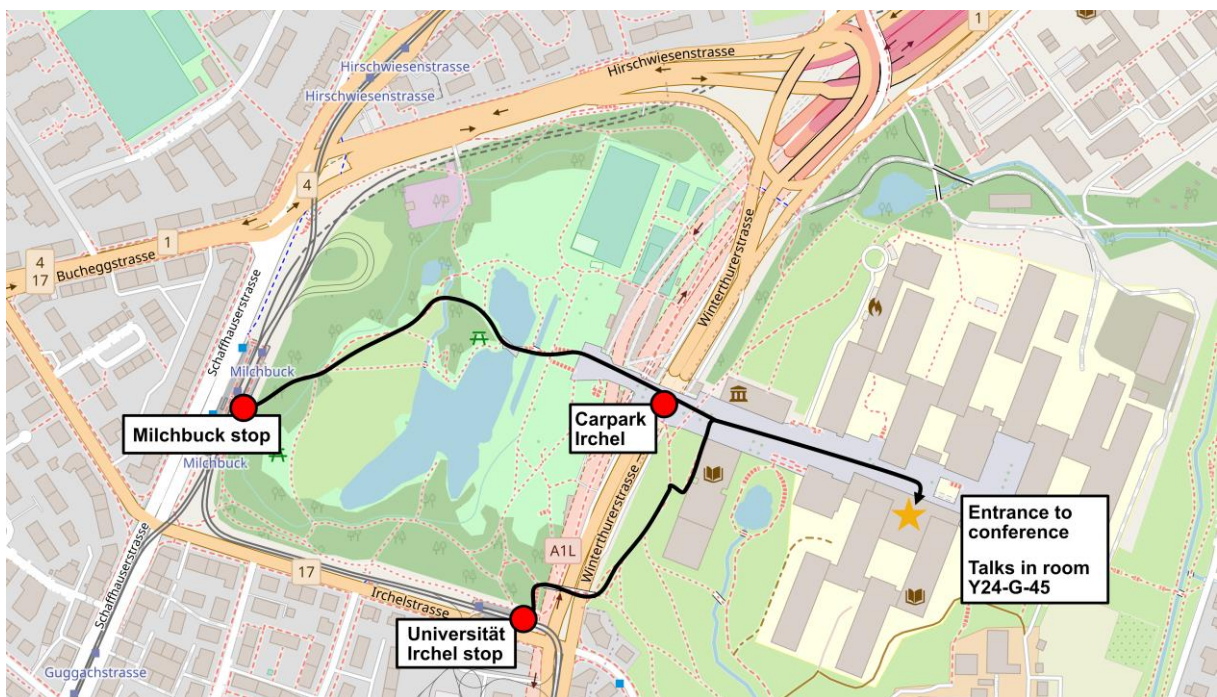 1
Hirschwiesenstrasse
Hirschwiesenstrasse
Hirschwiesenstrasse
4
1
4
17
Bucheggstrasse
Schaffhauserstrasse
Winterthurerstrasse
Milchbuck
Milchbuck stop
Milchbuck
Carpark
Irchel
Entrance to
conference
Talks in room
Y24-G-45
Winterthurerstrasse
A1L
17
Irchelstrasse
Schaffhauserstrasse
Universität
Irchel stop
Guggachstrasse